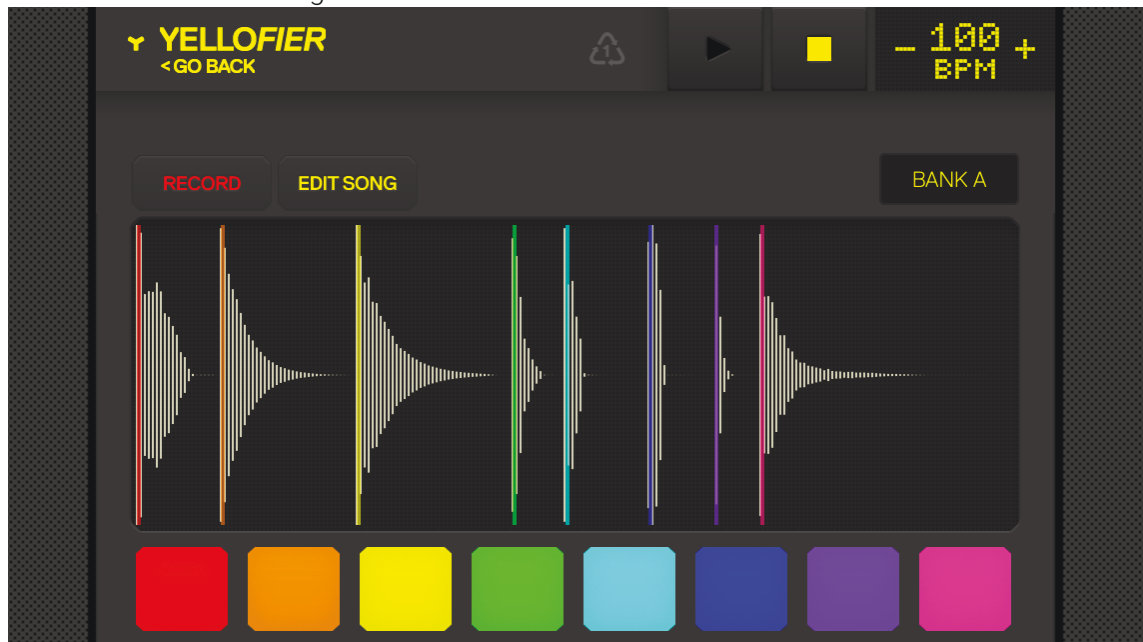 YELLOFIER
<GO BACK
1
- 100 +
BPM
RECORD
EDIT SONG
BANK A